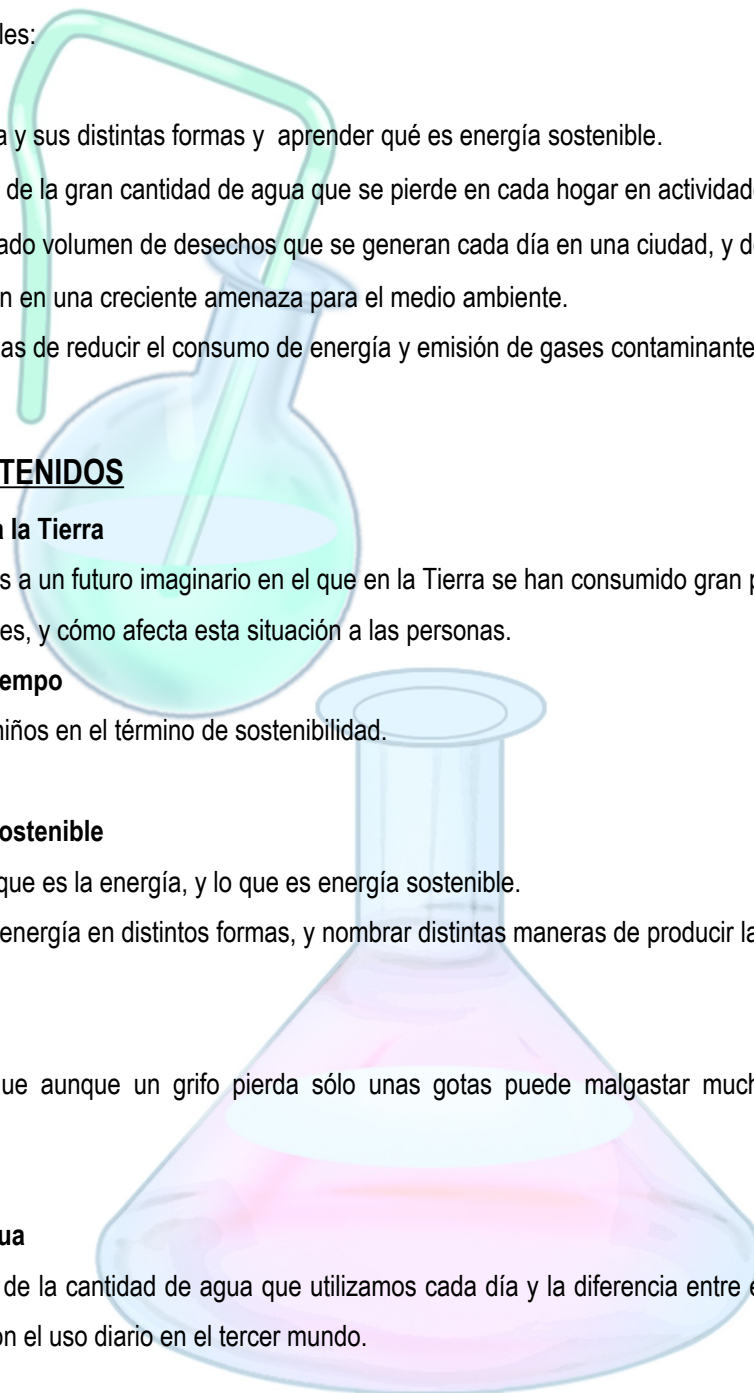 les:
a y sus distintas formas y aprender qué es energía sostenible.
de la gran cantidad de agua que se pierde en cada hogar en actividad
ado volumen de desechos que se generan cada día en una ciudad, y d
n en una creciente amenaza para el medio ambiente.
as de reducir el consumo de energía y emisión de gases contaminante
TENIDOS
a la Tierra
s a un futuro imaginario en el que en la Tierra se han consumido gran p
es, y cómo afecta esta situación a las personas.
empo
niños en el término de sostenibilidad.
ostenible
que es la energía, y lo que es energía sostenible.
energía en distintos formas, y nombrar distintas maneras de producir la
ue aunque un grifo pierda sólo unas gotas puede malgastar much
ua
de la cantidad de agua que utilizamos cada día y la diferencia entre e
on el uso diario en el tercer mundo.